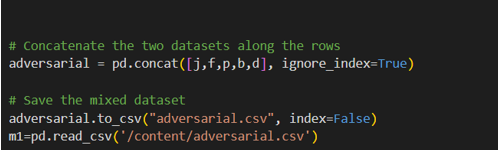 # Concatenate the two datasets along the rows
adversarial = pd.concat([j,f,p,b,d], ignore_index=True)
# Save the mixed dataset
adversarial.to_csv("adversarial.csv", index=False)
m1=pd.read_csv('/content/adversarial.csv')